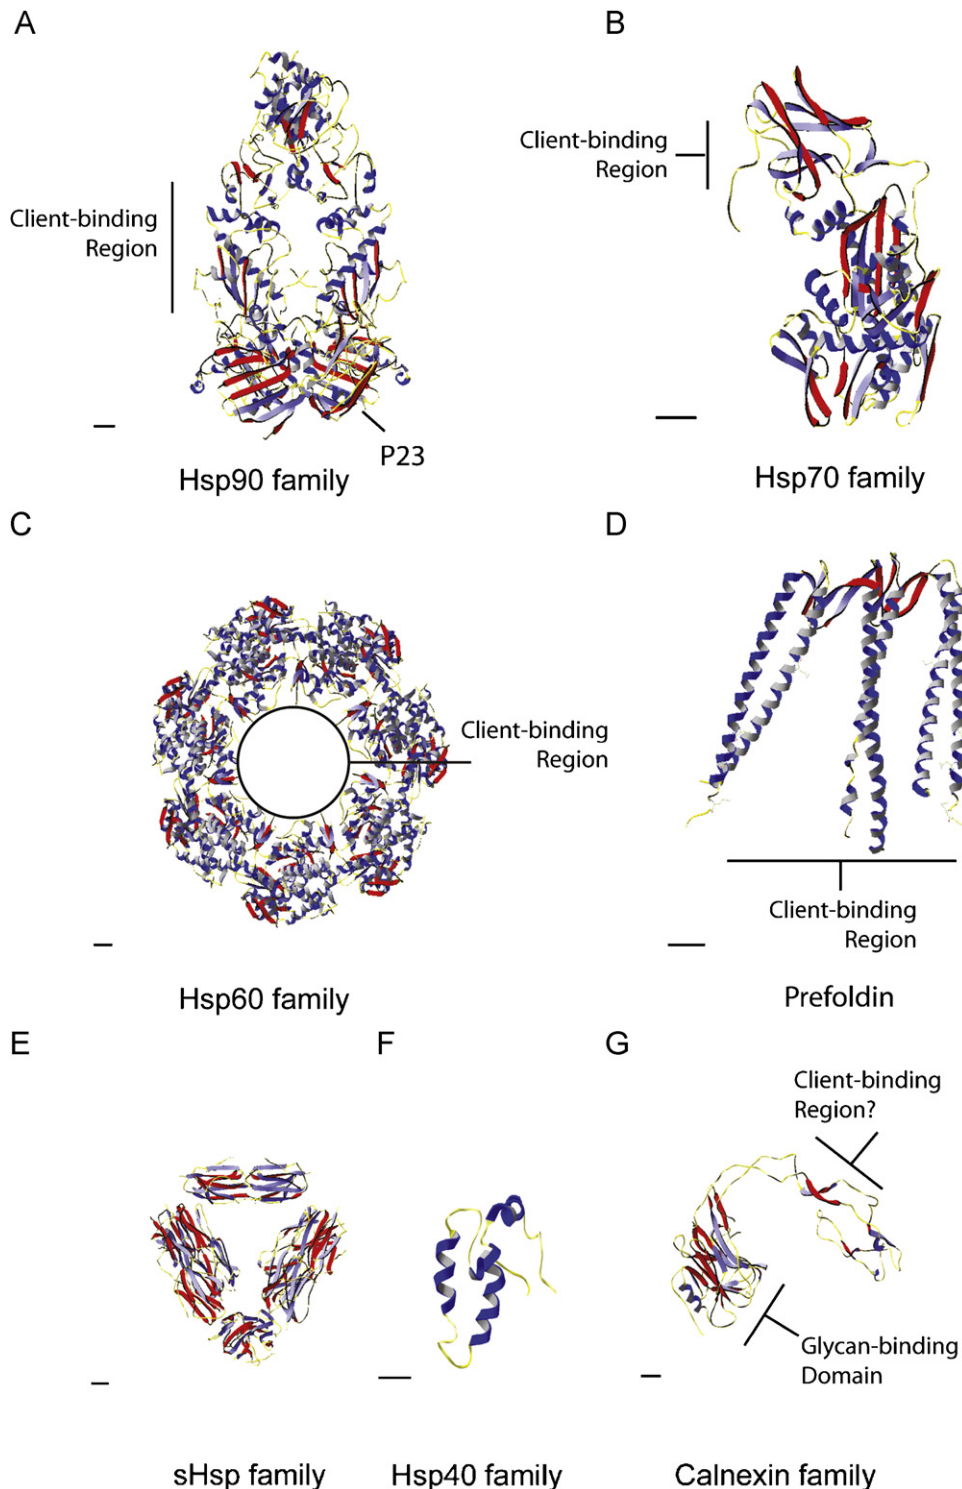 A
Client-binding
Region
P23
Hsp90 family
B
Client-binding
Region
Hsp70 family
C
Client-binding
Region
Hsp60 family
D
Client-binding
Region
Prefoldin
E
sHsp family
F
Hsp40 family
G
Client-binding
Region?
Glycan-binding
Domain
Calnexin family